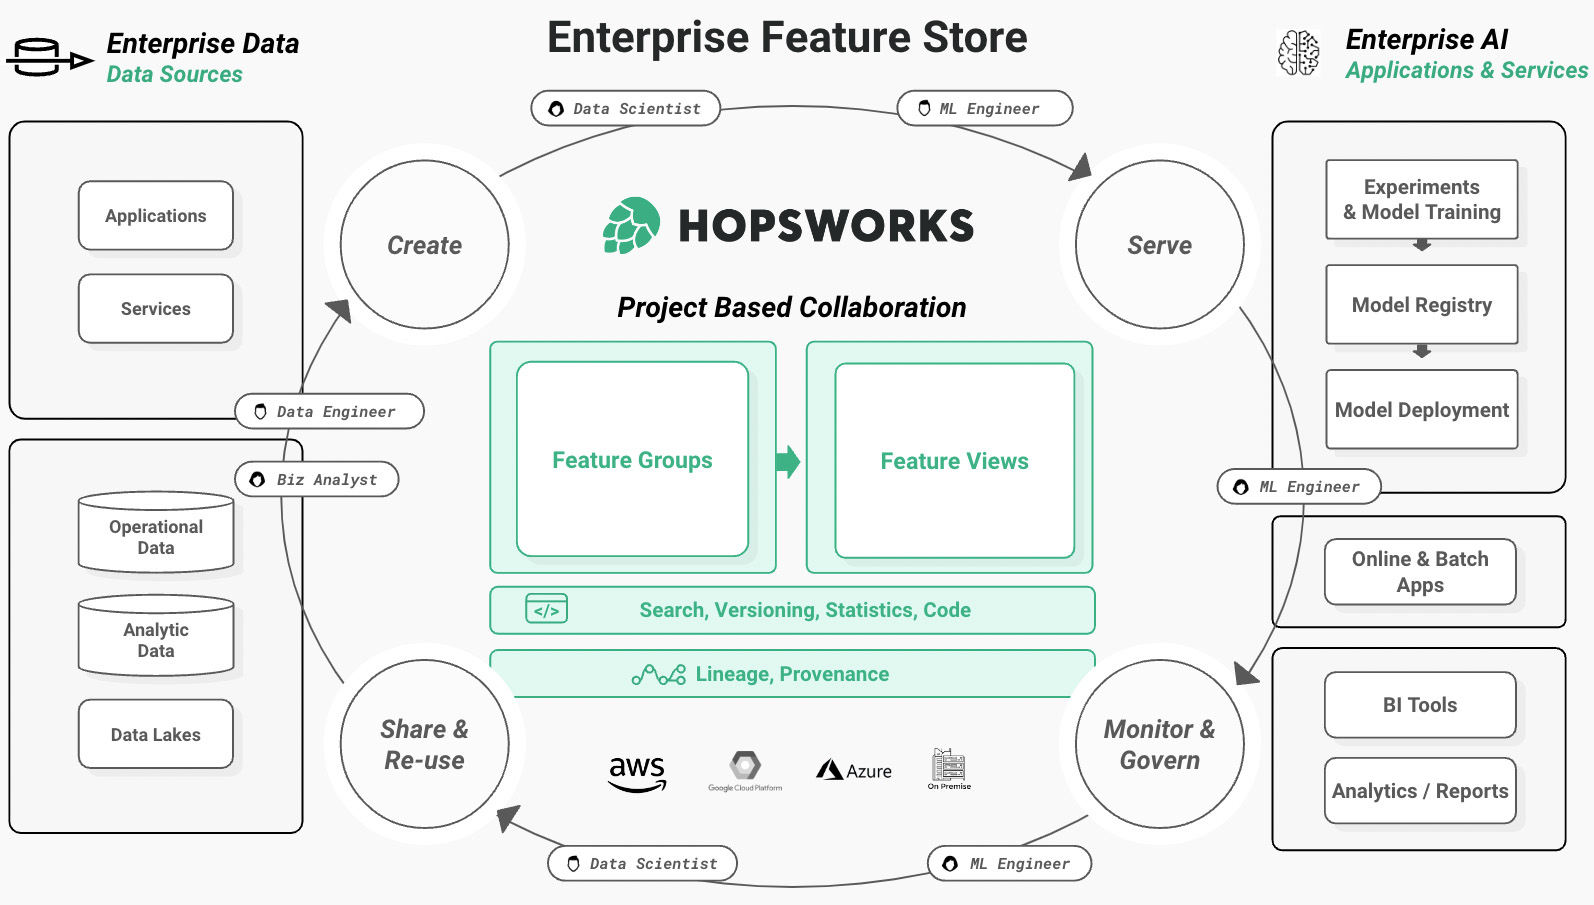 Enterprise Feature Store
Enterprise Data
Data Sources
Enterprise AI
Applications & Services
Data Scientist
ML Engineer
Applications
Services
Create
HOPSWORKS
Serve
Project Based Collaboration
Experiments
& Model Training
Model Registry
Model Deployment
Data Engineer
Biz Analyst
Feature Groups
Feature Views
ML Engineer
Operational
Data
Analytic
Data
Data Lakes
Online & Batch
Apps
</> Search, Versioning, Statistics, Code
Lineage, Provenance
Share &
Re-use
Monitor &
Govern
BI Tools
Analytics / Reports
aws
Google Cloud Platform
Azure
On Premise
Data Scientist
ML Engineer